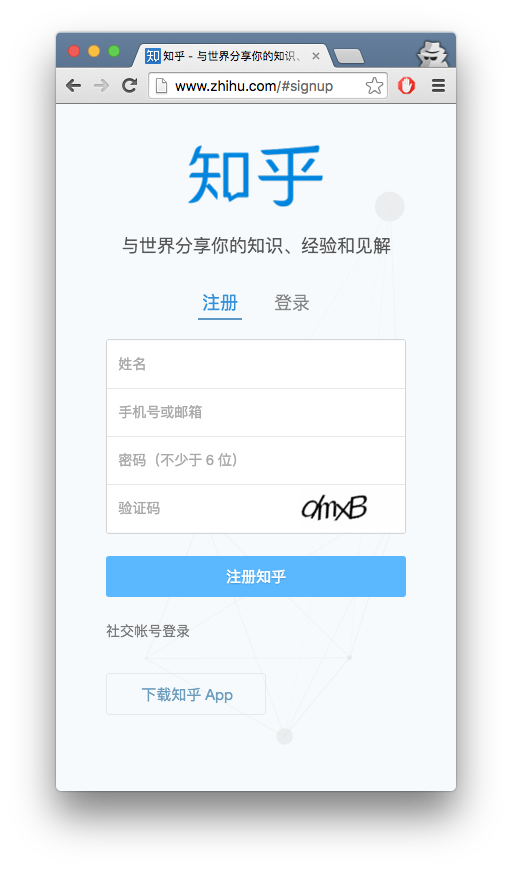 知 知乎 - 与世界分享你的知识、
www.zhihu.com/#signup
知乎
与世界分享你的知识、经验和见解
注册 登录
姓名
手机号或邮箱
密码（不少于 6 位）
验证码 dmxB
注册知乎
社交帐号登录
下载知乎 App